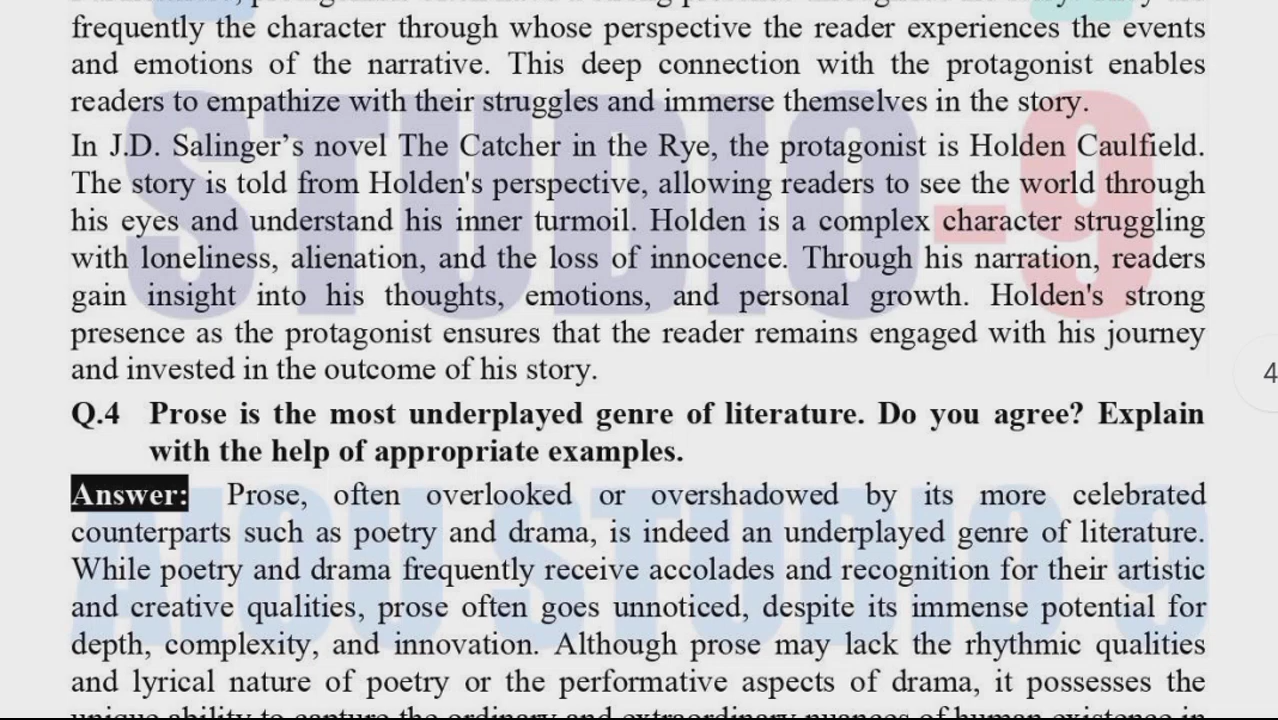 frequently the character through whose perspective the reader experiences the events
and emotions of the narrative. This deep connection with the protagonist enables
readers to empathize with their struggles and immerse themselves in the story.
In J.D. Salinger’s novel The Catcher in the Rye, the protagonist is Holden Caulfield.
The story is told from Holden's perspective, allowing readers to see the world through
his eyes and understand his inner turmoil. Holden is a complex character struggling
with loneliness, alienation, and the loss of innocence. Through his narration, readers
gain insight into his thoughts, emotions, and personal growth. Holden's strong
presence as the protagonist ensures that the reader remains engaged with his journey
and invested in the outcome of his story.
4
Q.4 Prose is the most underplayed genre of literature. Do you agree? Explain
with the help of appropriate examples.
Answer: Prose, often overlooked or overshadowed by its more celebrated
counterparts such as poetry and drama, is indeed an underplayed genre of literature.
While poetry and drama frequently receive accolades and recognition for their artistic
and creative qualities, prose often goes unnoticed, despite its immense potential for
depth, complexity, and innovation. Although prose may lack the rhythmic qualities
and lyrical nature of poetry or the performative aspects of drama, it possesses the
unique ability to capture the ordinary and extraordinary nuances of human existence in
STUDIO-9
AIOU STUDIO 9